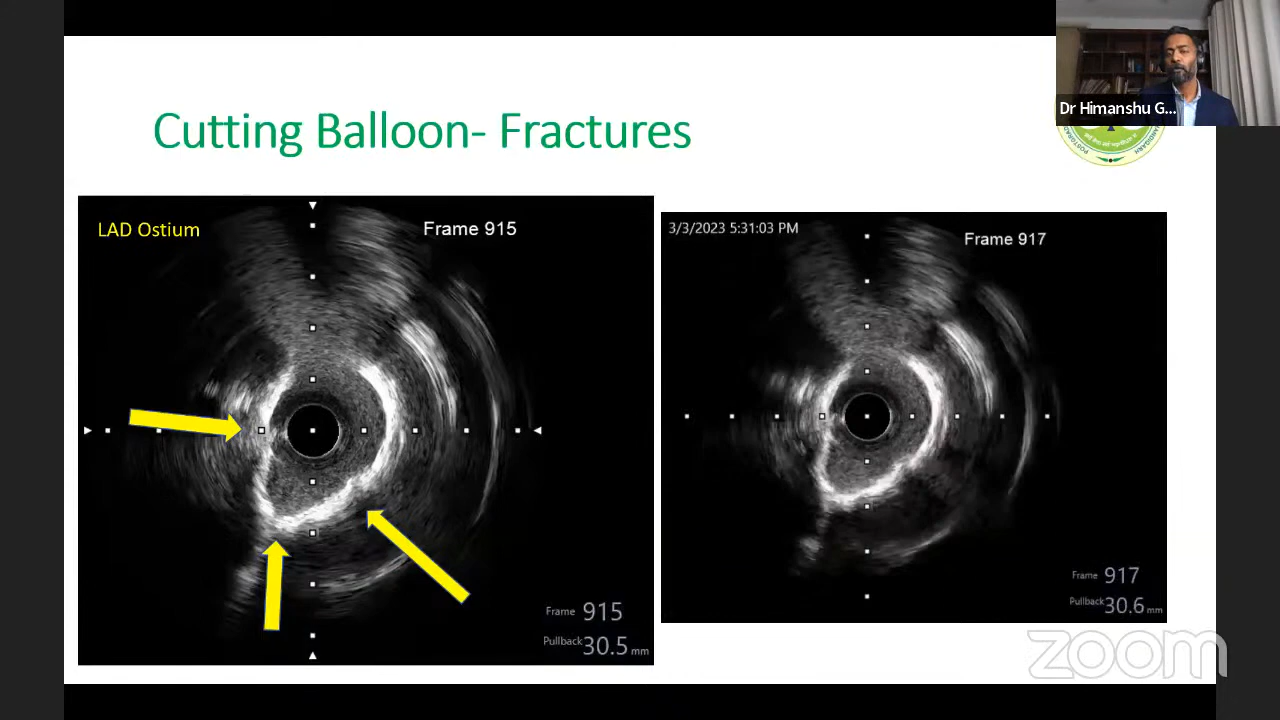 Dr Himanshu G...
Cutting Balloon- Fractures
LAD Ostium
Frame 915
Frame 915
Pullback 30.5 mm
3/3/2023 5:31:03 PM
Frame 917
Frame 917
Pullback 30.6 mm
zoom